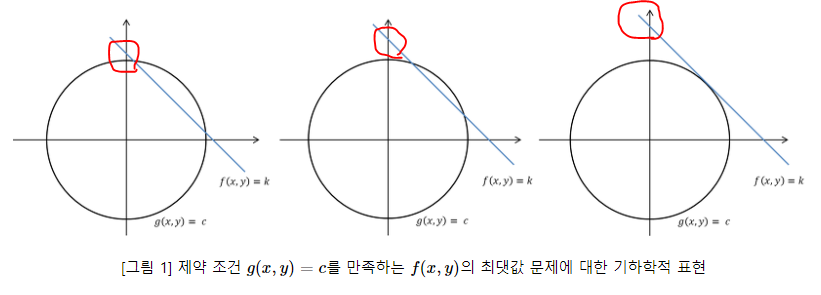 f(x,y) = k
g(x,y) = c
f(x,y) = k
g(x,y) = c
f(x,y) = k
g(x,y) = c
[그림 1] 제약 조건 g(x, y) = c를 만족하는 f(x, y)의 최댓값 문제에 대한 기하학적 표현